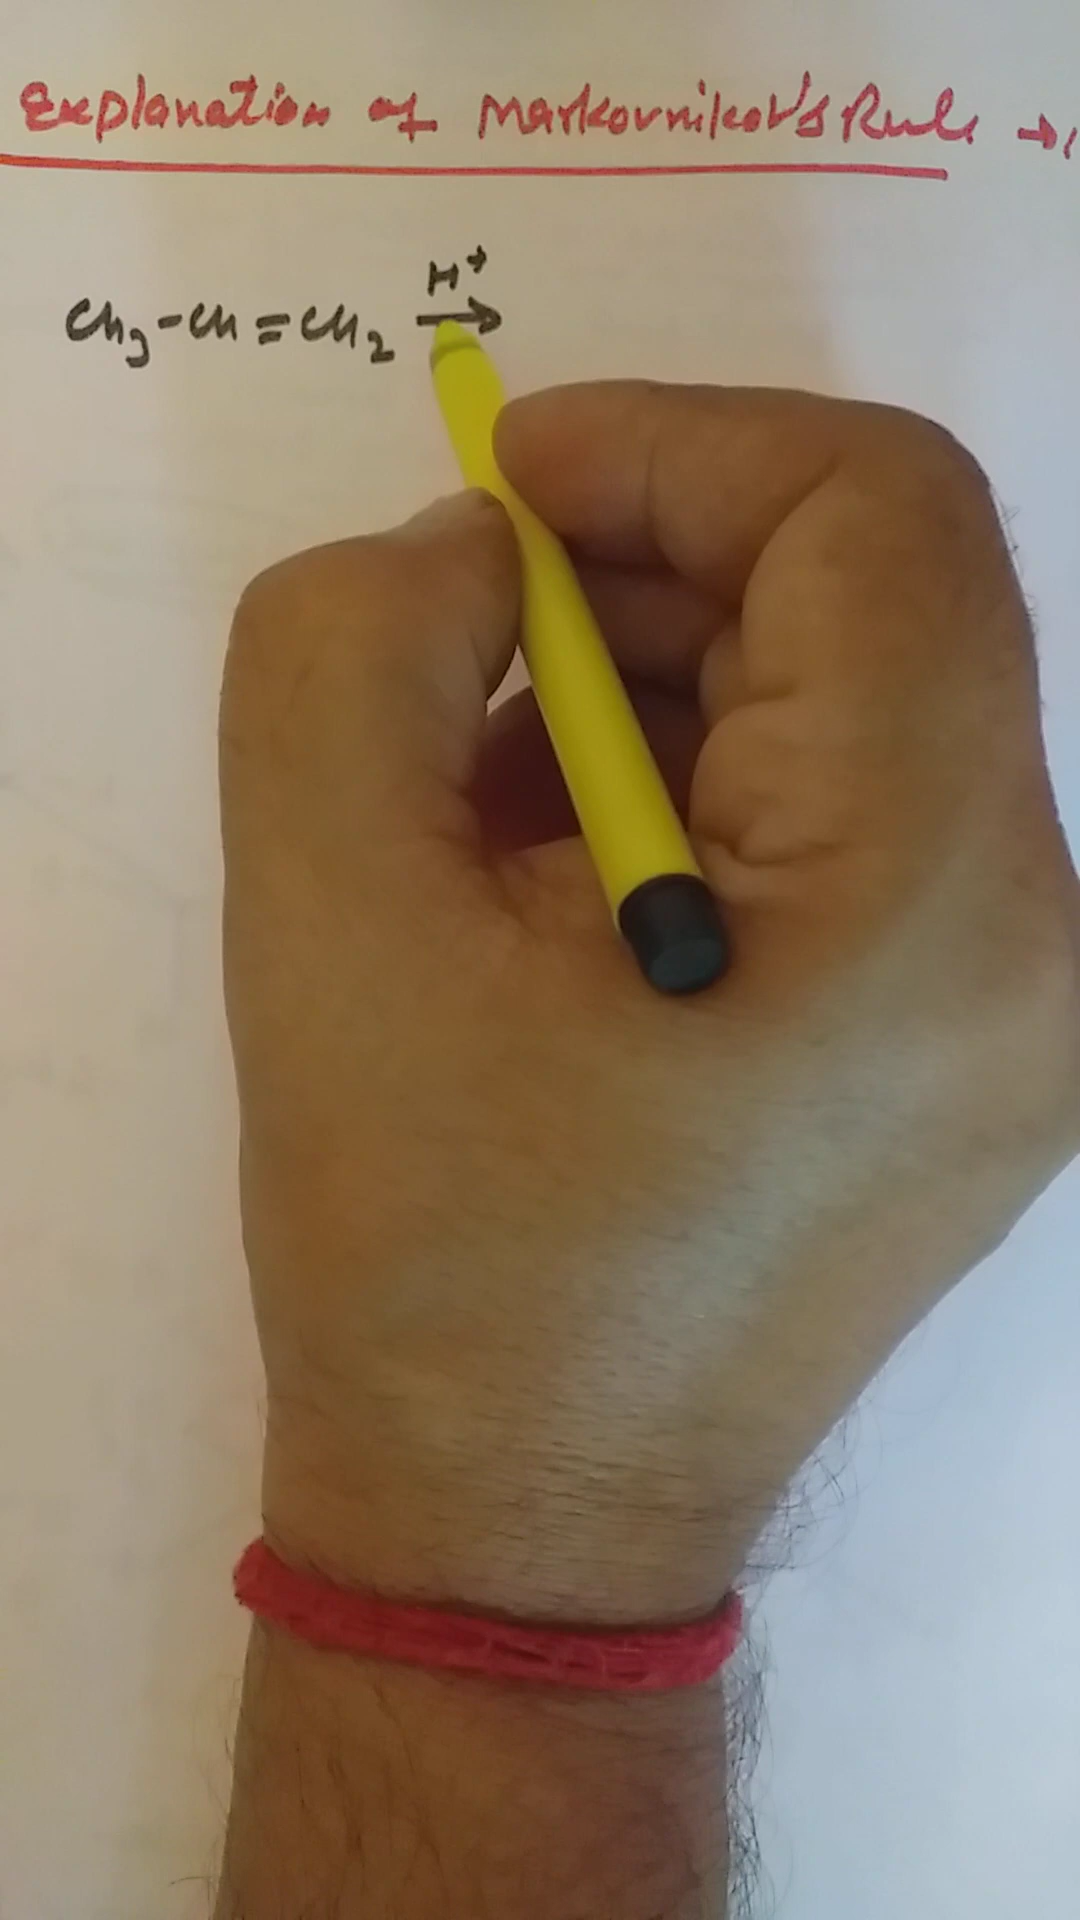 Explanation of Markovnikov's Rule →
H⁺
CH₃-CH=CH₂ →